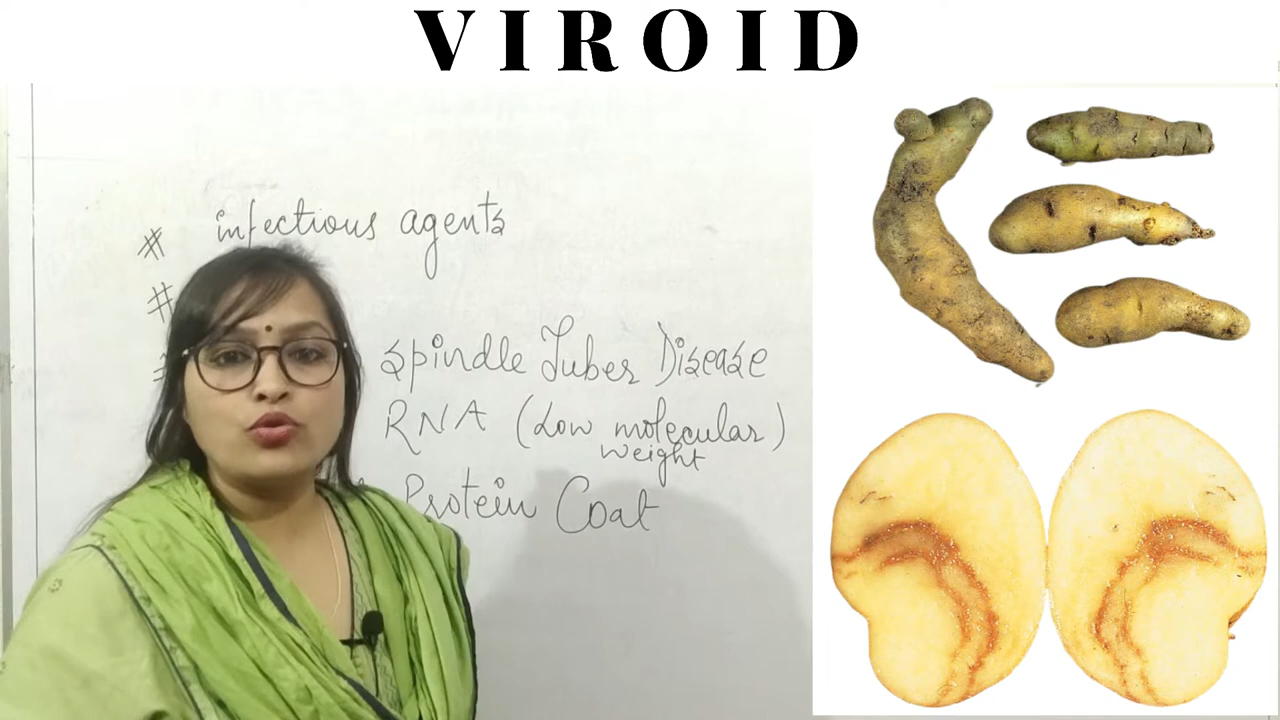 VIROID
# infectious agents
#
spindle Tuber Disease
RNA (Low molecular)
weight
Protein Coat